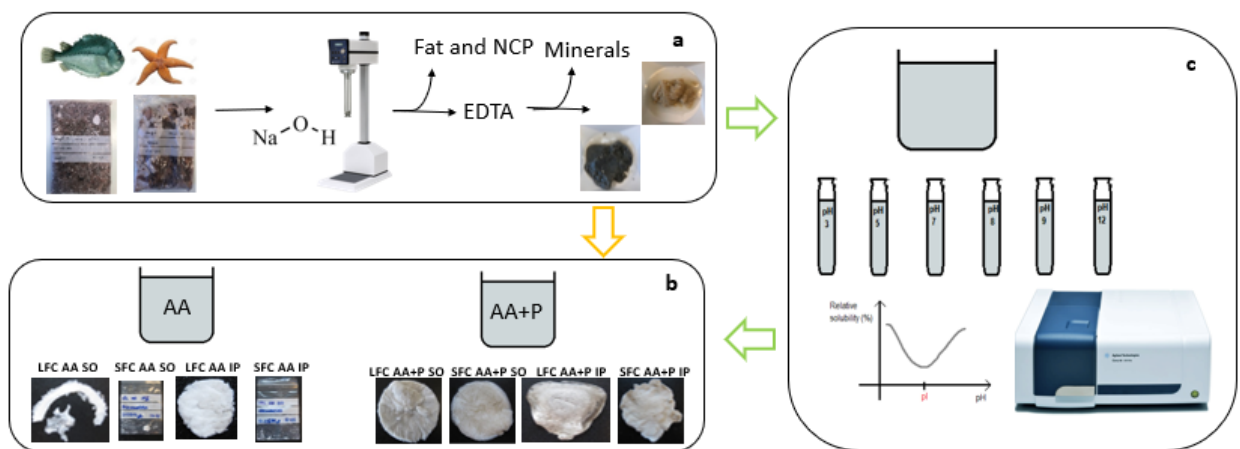 a
Fat and NCP
Minerals
EDTA
Na O H
c
pH
3
pH
5
pH
7
pH
8
pH
9
pH
12
Relative
solubility (%)
pI
pH
Agilent Technologies
b
AA
AA+P
LFC AA SO
SFC AA SO
LFC AA IP
SFC AA IP
LFC AA+P SO
SFC AA+P SO
LFC AA+P IP
SFC AA+P IP